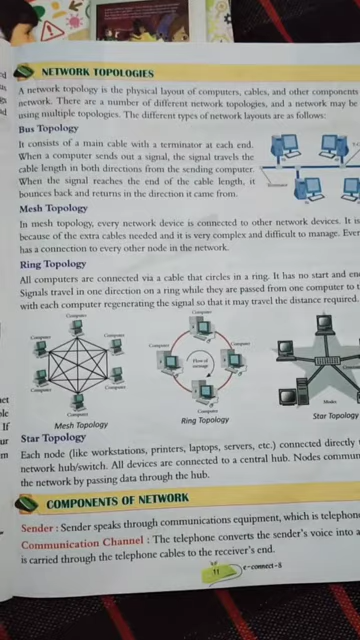 NETWORK TOPOLOGIES
A network topology is the physical layout of computers, cables, and other components
network. There are a number of different network topologies, and a network may be
using multiple topologies. The different types of network layouts are as follows:
Bus Topology
It consists of a main cable with a terminator at each end.
When a computer sends out a signal, the signal travels the
cable length in both directions from the sending computer.
When the signal reaches the end of the cable length, it
bounces back and returns in the direction it came from.
Mesh Topology
In mesh topology, every network device is connected to other network devices. It is
because of the extra cables needed and it is very complex and difficult to manage. Ever
has a connection to every other node in the network.
Ring Topology
All computers are connected via a cable that circles in a ring. It has no start and en
Signals travel in one direction on a ring while they are passed from one computer to t
with each computer regenerating the signal so that it may travel the distance required.
Computer
Computer
Computer
Computer
Computer
Computer
Mesh Topology
Computer
Computer
Computer
Computer
Flow of
message
Ring Topology
Star Topology
Star Topology
Each node (like workstations, printers, laptops, servers, etc.) connected directly
network hub/switch. All devices are connected to a central hub. Nodes commun
the network by passing data through the hub.
COMPONENTS OF NETWORK
Sender : Sender speaks through communications equipment, which is telephone
Communication Channel : The telephone converts the sender's voice into a
is carried through the telephone cables to the receiver's end.
11
e-connect-8